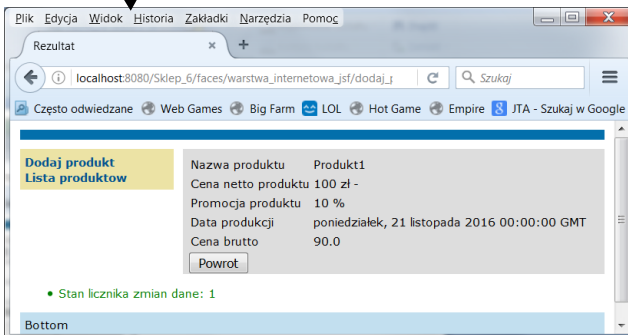 Plik Edycja Widok Historia Zakładki Narzędzia Pomoc
Rezultat × +
localhost:8080/Sklep_6/faces/warstwa_internetowa_jsf/dodaj_p
Szukaj
Często odwiedzane Web Games Big Farm LOL Hot Game Empire JTA - Szukaj w Google
Dodaj produkt
Lista produktow
Nazwa produktu Produkt1
Cena netto produktu 100 zł -
Promocja produktu 10 %
Data produkcji poniedziałek, 21 listopada 2016 00:00:00 GMT
Cena brutto 90.0
Powrot
• Stan licznika zmian dane: 1
Bottom